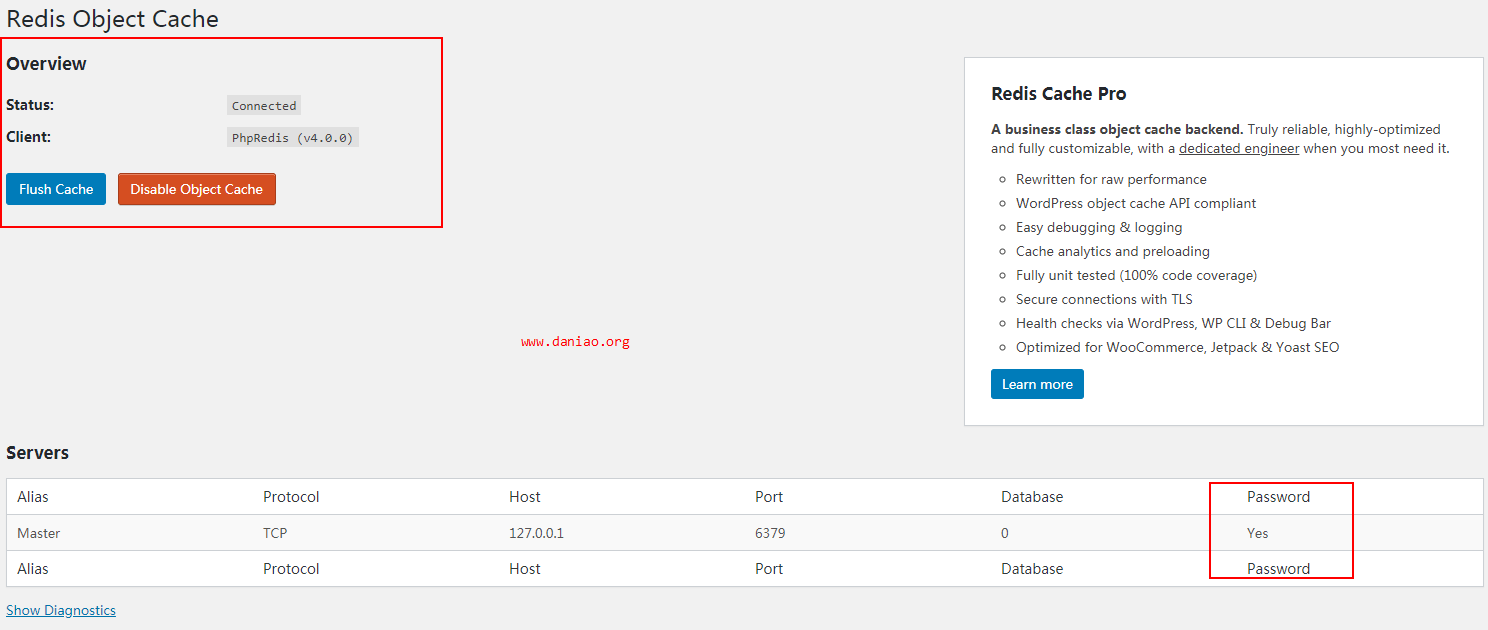 Redis Object Cache
Overview
Status: Connected
Client: PhpRedis (v4.0.0)
Flush Cache Disable Object Cache
Redis Cache Pro
A business class object cache backend. Truly reliable, highly-optimized
and fully customizable, with a dedicated engineer when you most need it.
Rewritten for raw performance
WordPress object cache API compliant
Easy debugging & logging
Cache analytics and preloading
Fully unit tested (100% code coverage)
Secure connections with TLS
Health checks via WordPress, WP CLI & Debug Bar
Optimized for WooCommerce, Jetpack & Yoast SEO
Learn more
www.daniao.org
Servers
Alias Protocol Host Port Database Password
Master TCP 127.0.0.1 6379 0 Yes
Alias Protocol Host Port Database Password
Show Diagnostics